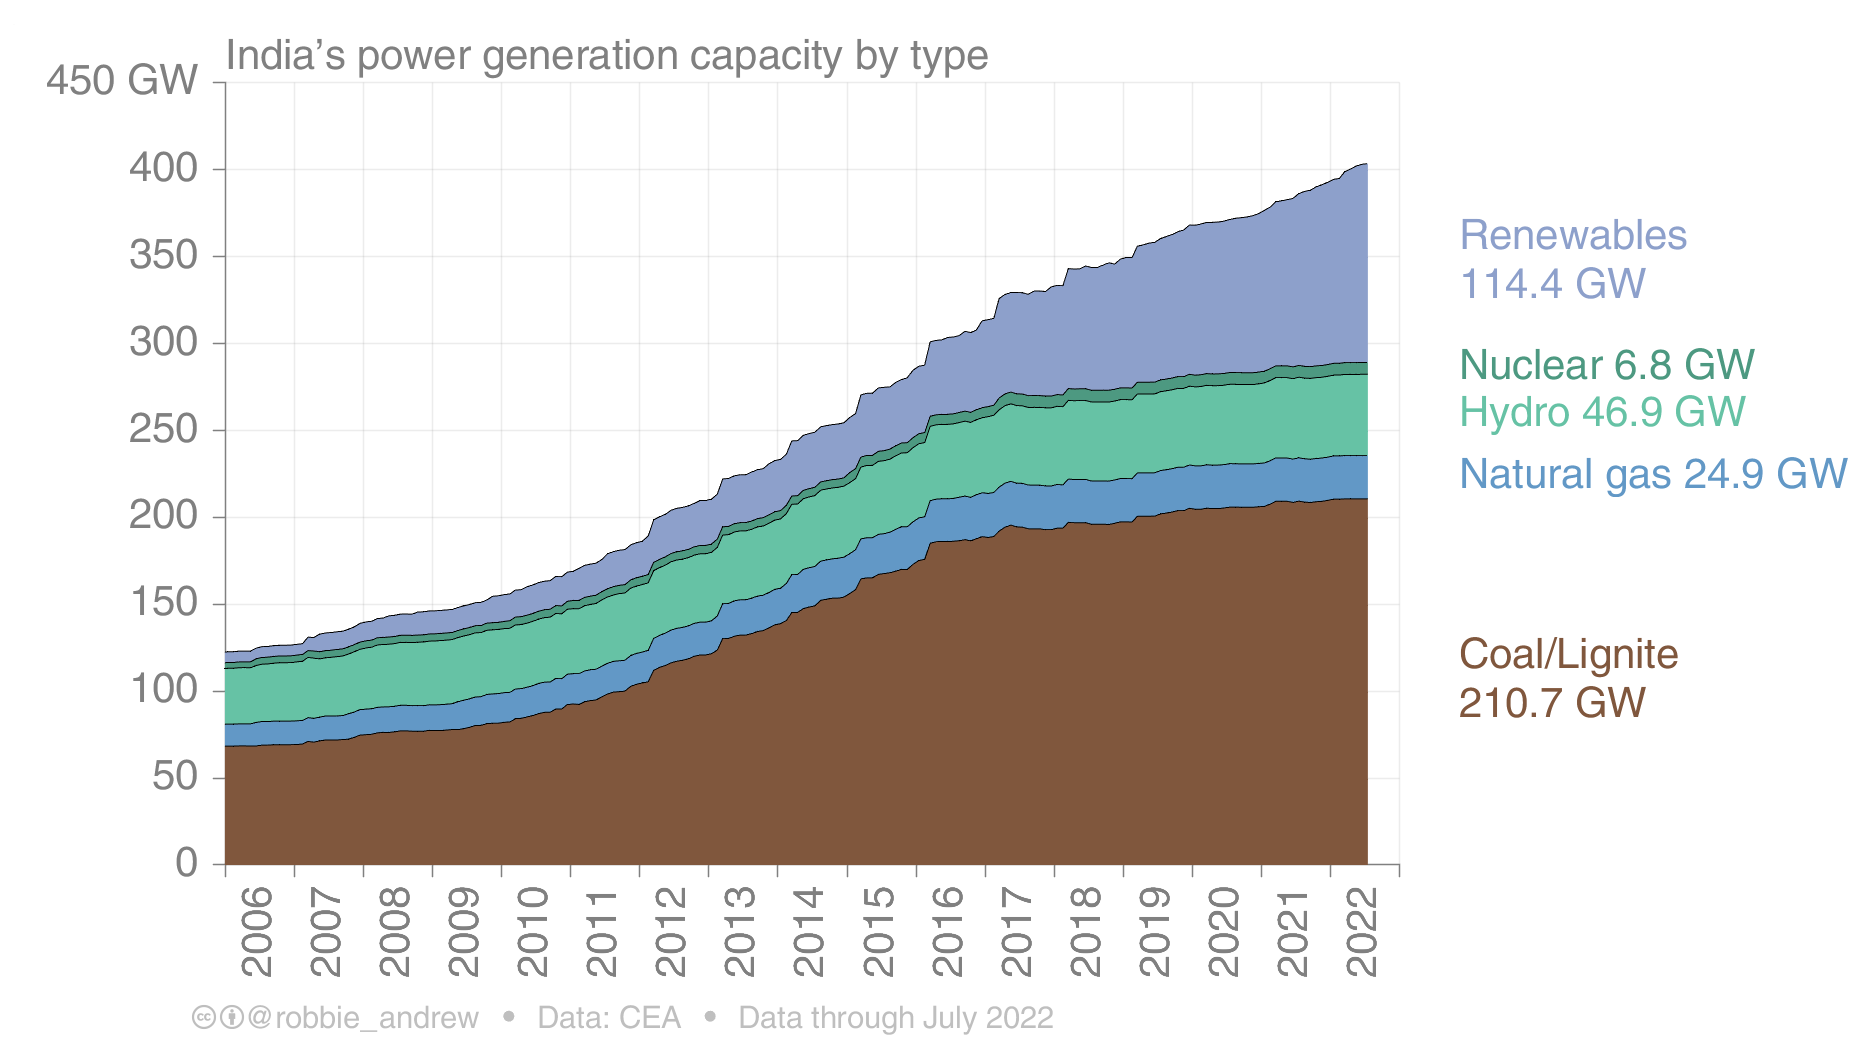 India’s power generation capacity by type
450 GW
400
350
300
250
200
150
100
50
0
2006
2007
2008
2009
2010
2011
2012
2013
2014
2015
2016
2017
2018
2019
2020
2021
2022
Renewables
114.4 GW
Nuclear 6.8 GW
Hydro 46.9 GW
Natural gas 24.9 GW
Coal/Lignite
210.7 GW
cc @robbie_andrew • Data: CEA • Data through July 2022